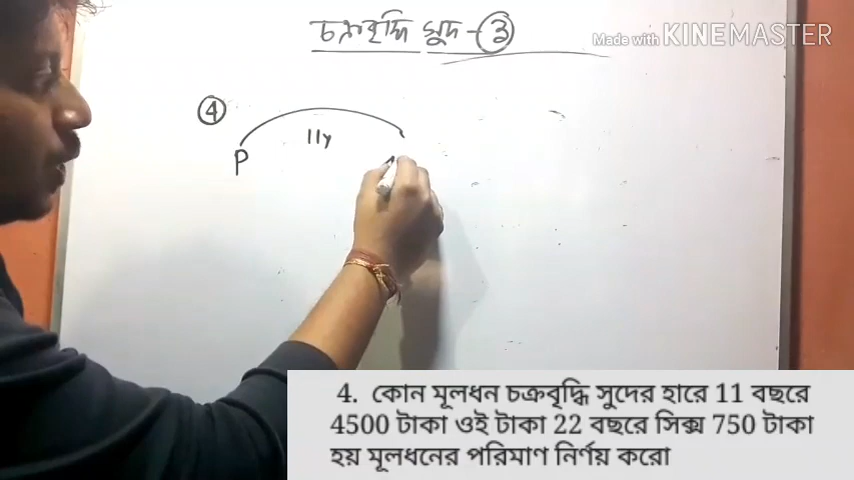 চক্রবৃদ্ধি সুদ - ③
Made with KINEMASTER
④
11y
P
4. কোন মূলধন চক্রবৃদ্ধি সুদের হারে 11 বছরে
4500 টাকা ওই টাকা 22 বছরে সিক্স 750 টাকা
হয় মূলধনের পরিমাণ নির্ণয় করো